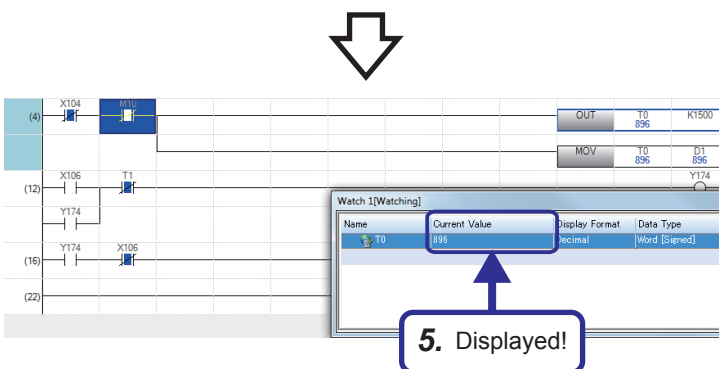 X104 M10
(4) OUT T0 K1500
896
MOV T0 D1
896 896
X106 T1 Y174
(12)
Y174
Watch 1[Watching]
Name Current Value Display Format Data Type
T0 896 Decimal Word [Signed]
Y174 X106
(16)
(22)
5. Displayed!